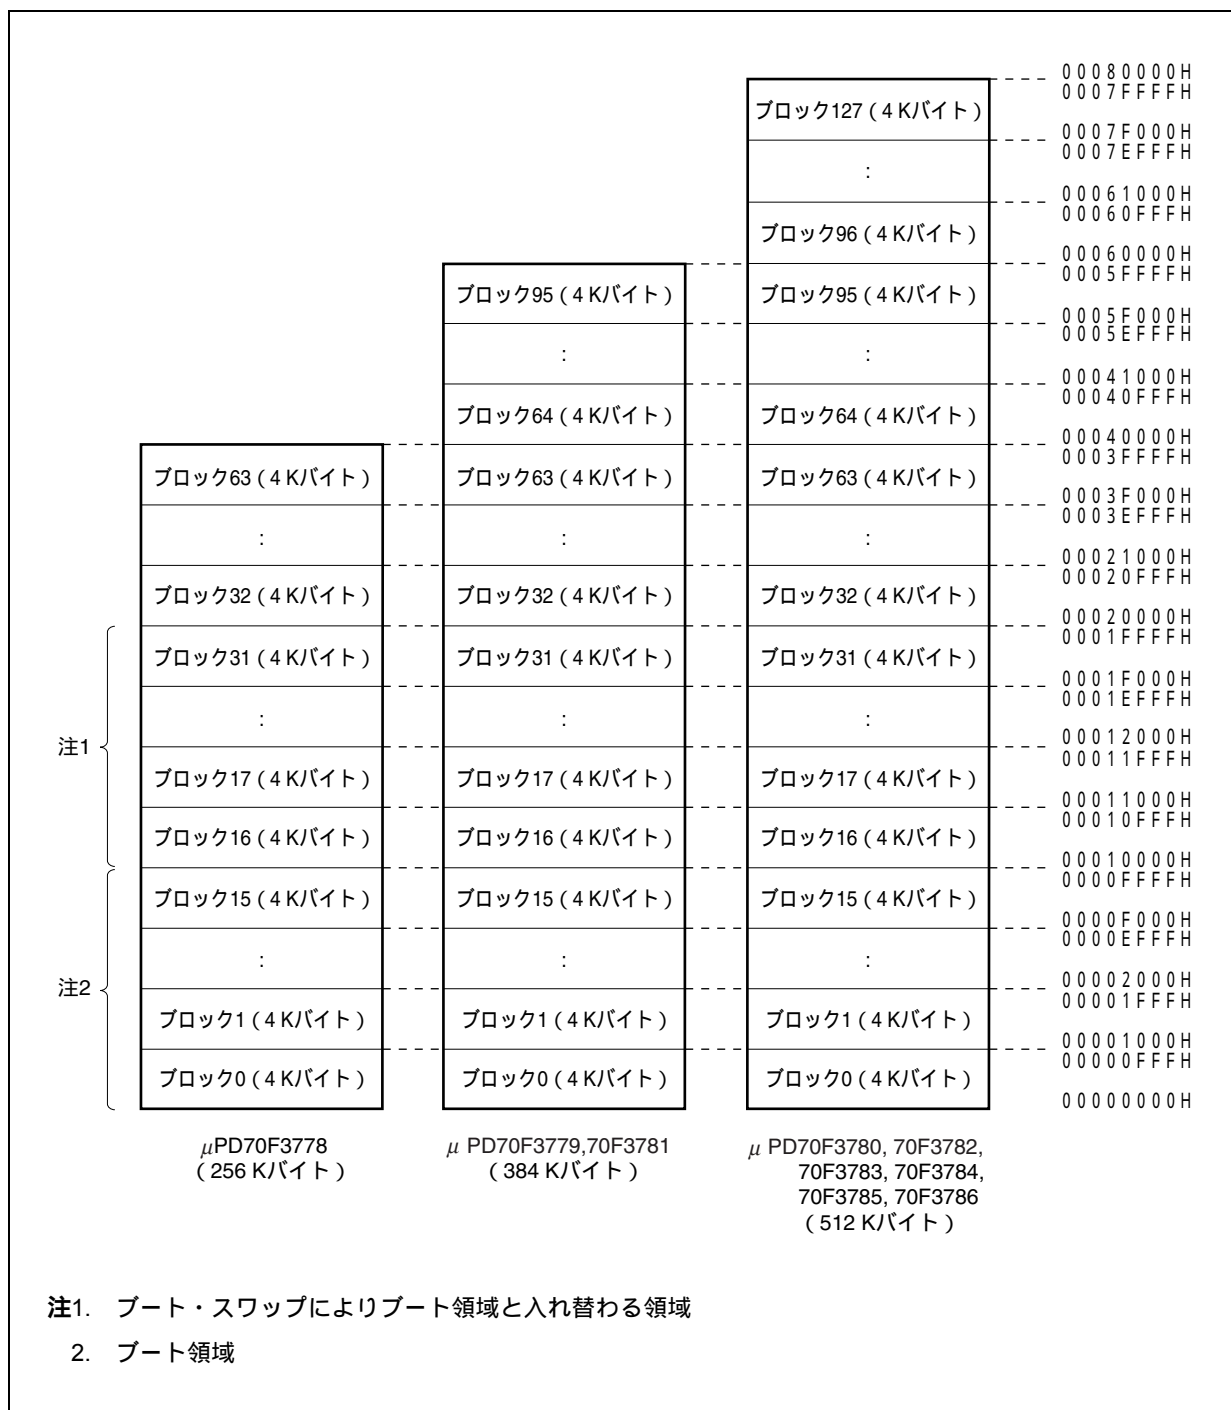 00080000H
0007FFFFH
ブロック127(4 Kバイト)
0007F000H
0007EFFFH
:
00061000H
00060FFFH
ブロック96(4 Kバイト)
00060000H
0005FFFFH
ブロック95(4 Kバイト) ブロック95(4 Kバイト)
0005F000H
0005EFFFH
: :
00041000H
00040FFFH
ブロック64(4 Kバイト) ブロック64(4 Kバイト)
00040000H
0003FFFFH
ブロック63(4 Kバイト) ブロック63(4 Kバイト) ブロック63(4 Kバイト)
0003F000H
0003EFFFH
: : :
00021000H
00020FFFH
ブロック32(4 Kバイト) ブロック32(4 Kバイト) ブロック32(4 Kバイト)
00020000H
0001FFFFH
ブロック31(4 Kバイト) ブロック31(4 Kバイト) ブロック31(4 Kバイト)
0001F000H
0001EFFFH
: : :
注1
00012000H
00011FFFH
ブロック17(4 Kバイト) ブロック17(4 Kバイト) ブロック17(4 Kバイト)
00011000H
00010FFFH
ブロック16(4 Kバイト) ブロック16(4 Kバイト) ブロック16(4 Kバイト)
00010000H
0000FFFFH
ブロック15(4 Kバイト) ブロック15(4 Kバイト) ブロック15(4 Kバイト)
0000F000H
0000EFFFH
: : :
注2
00002000H
00001FFFH
ブロック1(4 Kバイト) ブロック1(4 Kバイト) ブロック1(4 Kバイト)
00001000H
00000FFFH
ブロック0(4 Kバイト) ブロック0(4 Kバイト) ブロック0(4 Kバイト)
00000000H
μPD70F3778
(256 Kバイト)
μ PD70F3779,70F3781
(384 Kバイト)
μ PD70F3780, 70F3782,
70F3783, 70F3784,
70F3785, 70F3786
(512 Kバイト)
注1. ブート・スワップによりブート領域と入れ替わる領域
2. ブート領域